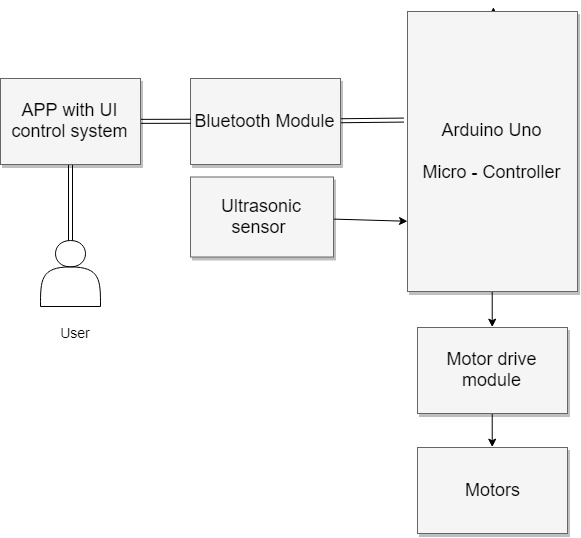 APP with UI
control system
Bluetooth Module
Arduino Uno
Micro - Controller
Ultrasonic
sensor
User
Motor drive
module
Motors